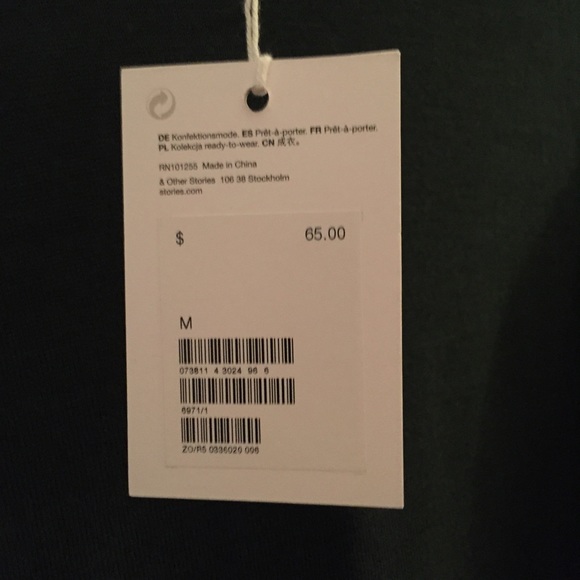 DE Konfektionsmode. ES Prêt-à-porter. FR Prêt-à-porter.
PL Kolekcja ready-to-wear. CN 成衣。
RN101255 Made in China
& Other Stories 106 38 Stockholm
stories.com
$ 65.00
M
073811 4 3024 96 6
6971/1
ZO/R5 0336029 006